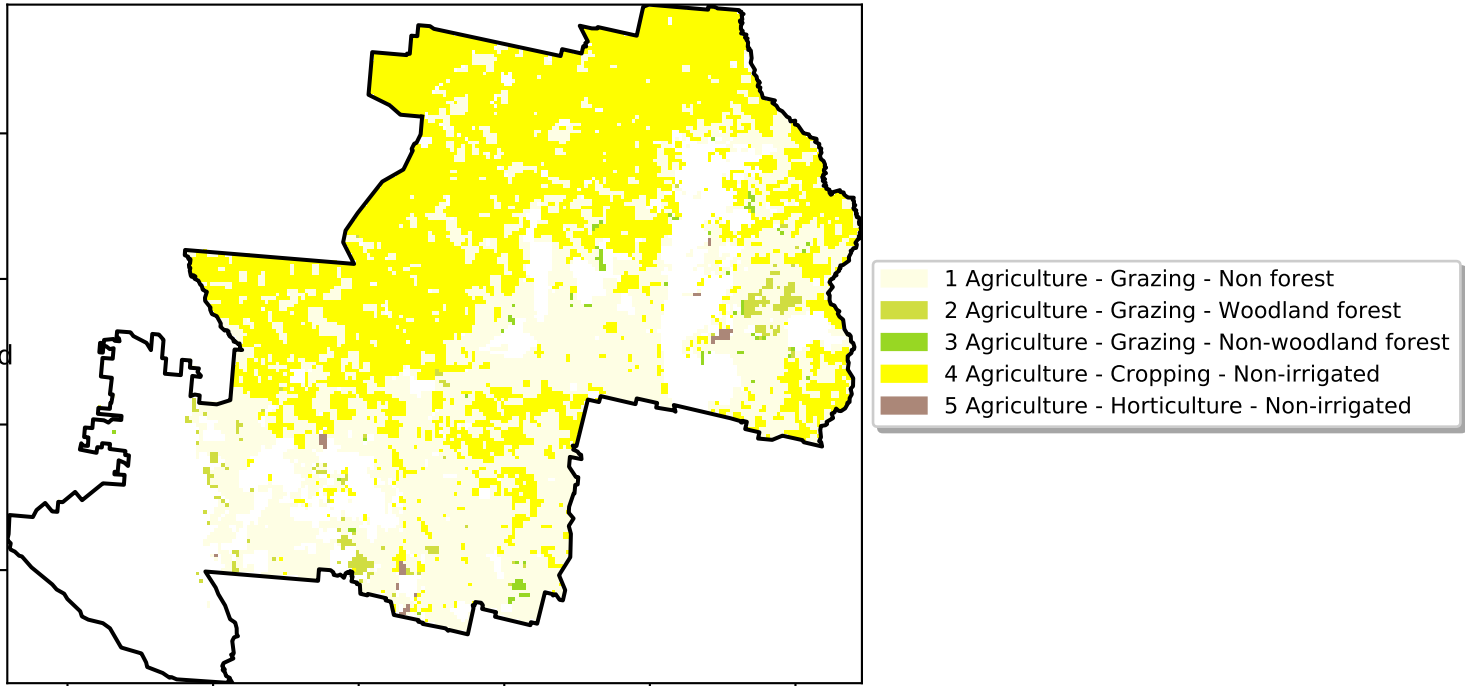 d
1 Agriculture - Grazing - Non forest
2 Agriculture - Grazing - Woodland forest
3 Agriculture - Grazing - Non-woodland forest
4 Agriculture - Cropping - Non-irrigated
5 Agriculture - Horticulture - Non-irrigated